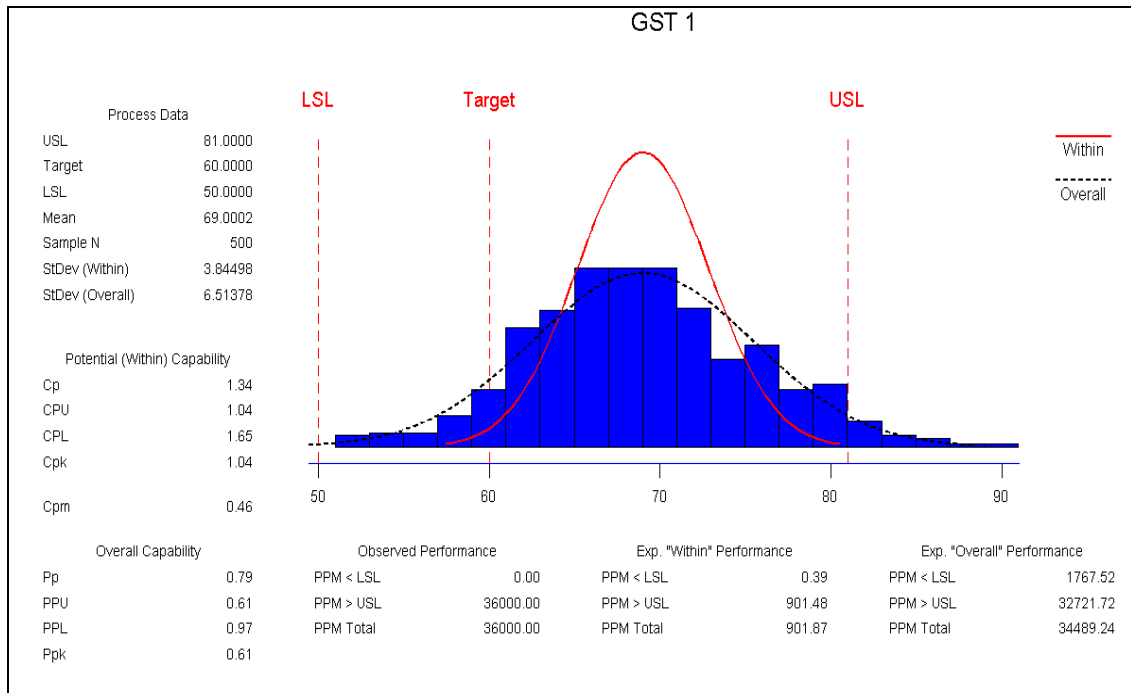 GST 1
LSL Target USL
Process Data
USL 81.0000
Target 60.0000
LSL 50.0000
Mean 69.0002
Sample N 500
StDev (Within) 3.84498
StDev (Overall) 6.51378
Within
Overall
Potential (Within) Capability
Cp 1.34
CPU 1.04
CPL 1.65
Cpk 1.04
Cpm 0.46
50 60 70 80 90
Overall Capability
Pp 0.79
PPU 0.61
PPL 0.97
Ppk 0.61
Observed Performance
PPM < LSL 0.00
PPM > USL 36000.00
PPM Total 36000.00
Exp. "Within" Performance
PPM < LSL 0.39
PPM > USL 901.48
PPM Total 901.87
Exp. "Overall" Performance
PPM < LSL 1767.52
PPM > USL 32721.72
PPM Total 34489.24